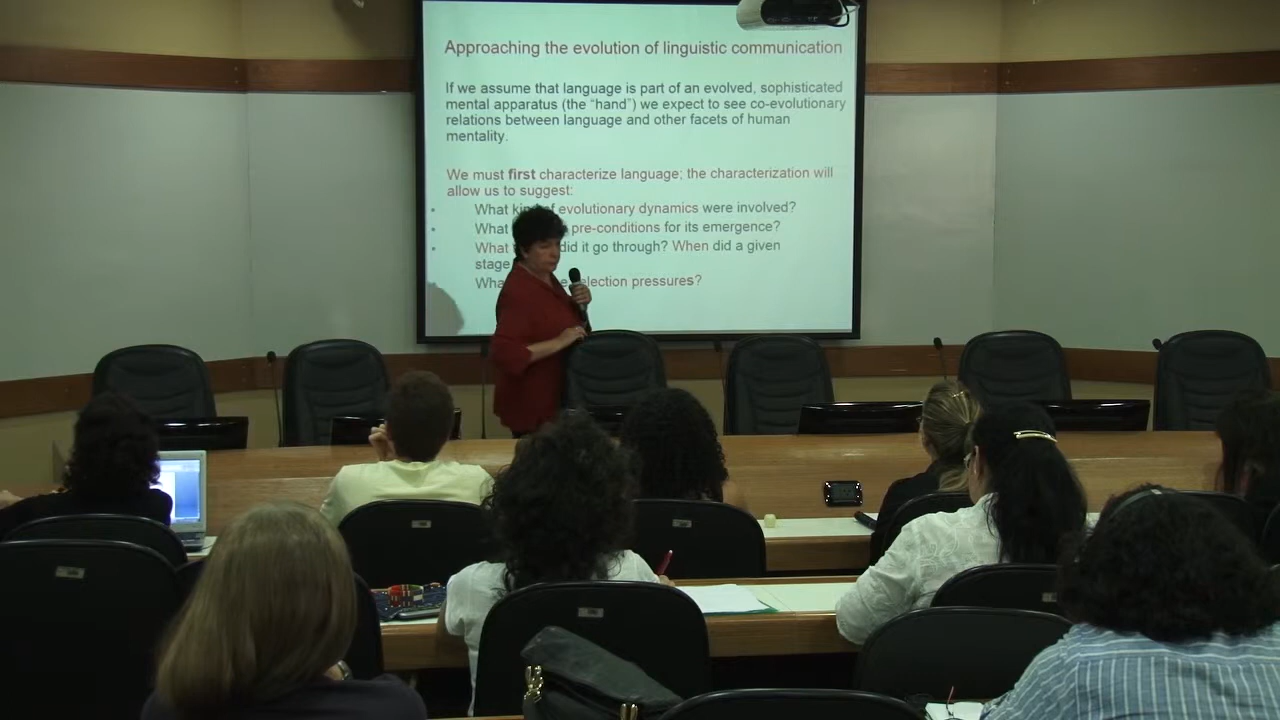 Approaching the evolution of linguistic communication
If we assume that language is part of an evolved, sophisticated
mental apparatus (the “hand”) we expect to see co-evolutionary
relations between language and other facets of human
mentality.
We must first characterize language; the characterization will
allow us to suggest:
What kind of evolutionary dynamics were involved?
What pre-conditions for its emergence?
What did it go through? When did a given
stage
selection pressures?